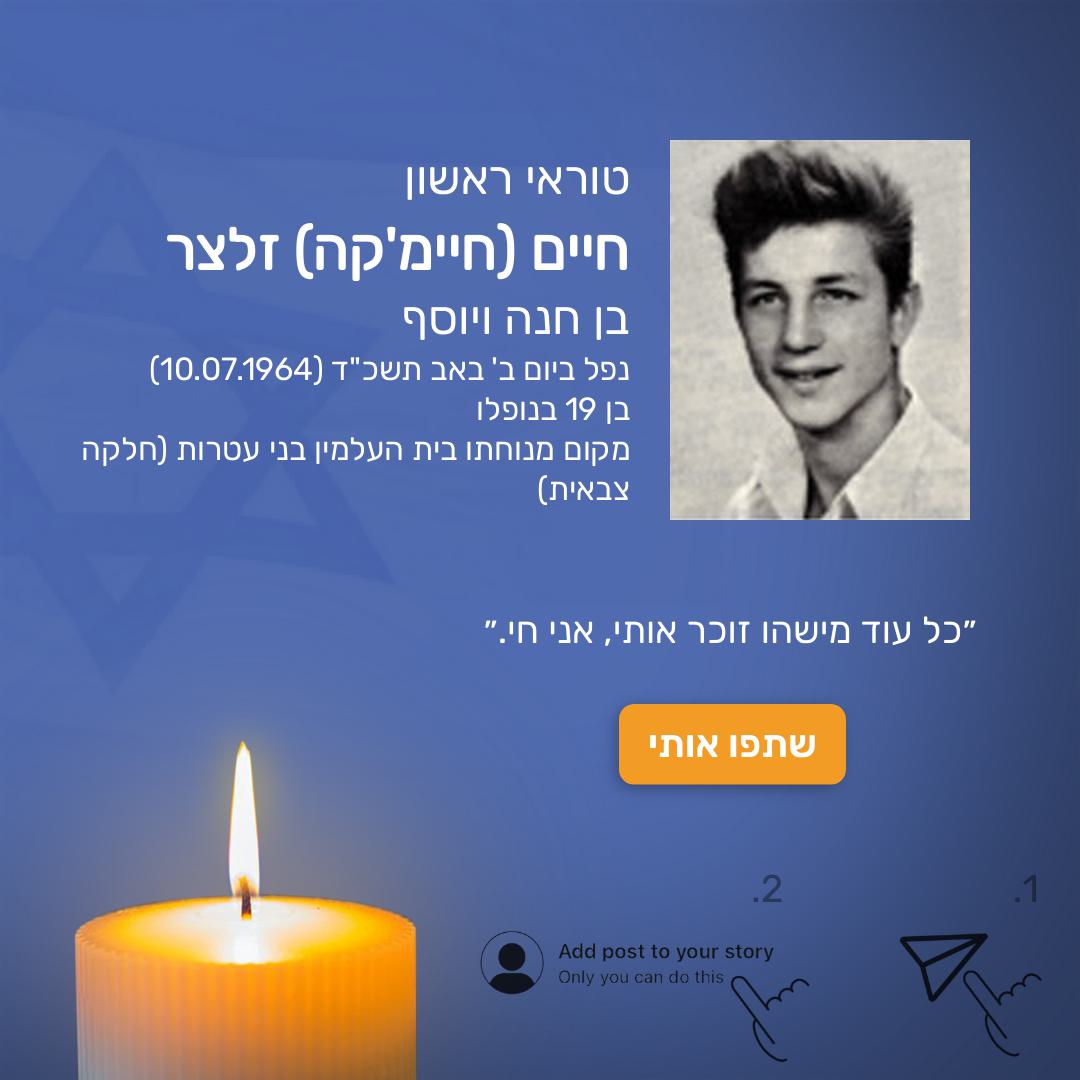 טוראי ראשון
חיים (חיימ'קה) זלצר
בן חנה ויוסף
נפל ביום ב' באב תשכ"ד (10.07.1964)
בן 19 בנופלו
מקום מנוחתו בית העלמין בני עטרות (חלקה
צבאית)
״כל עוד מישהו זוכר אותי, אני חי.״
שתפו אותי
.1
.2
Add post to your story
Only you can do this